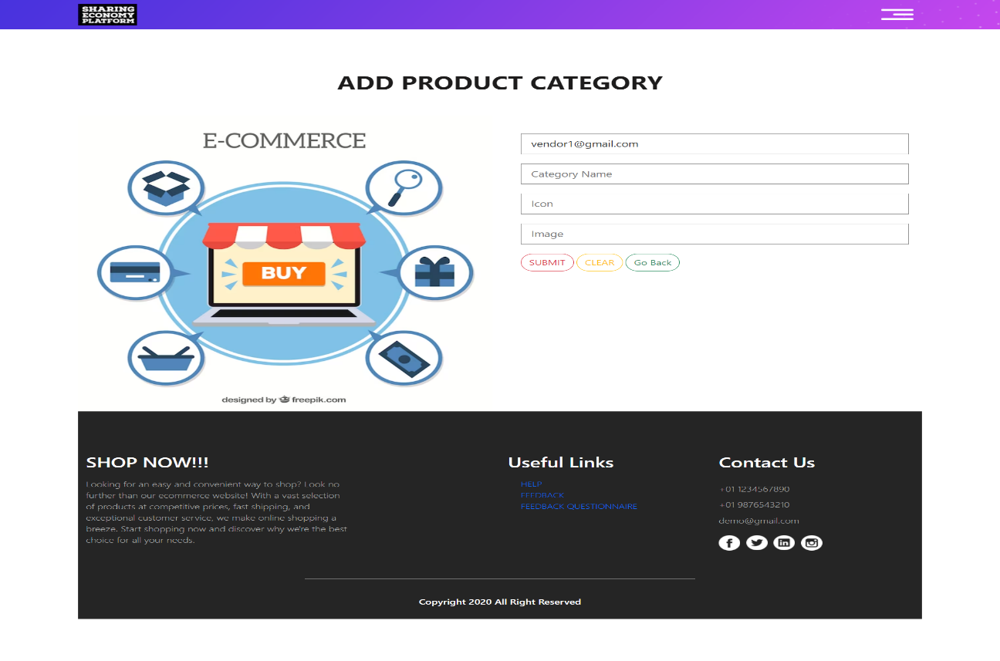 SHARING
ECONOMY
PLATFORM
ADD PRODUCT CATEGORY
E-COMMERCE
BUY
designed by freepik.com
vendor1@gmail.com
Category Name
Icon
Image
SUBMIT CLEAR Go Back
SHOP NOW!!!
Looking for an easy and convenient way to shop? Look no
further than our ecommerce website! With a vast selection
of products at competitive prices, fast shipping, and
exceptional customer service, we make online shopping a
breeze. Start shopping now and discover why we're the best
choice for all your needs.
Useful Links
HELP
FEEDBACK
FEEDBACK QUESTIONNAIRE
Contact Us
+01 1234567890
+01 9876543210
demo@gmail.com
Copyright 2020 All Right Reserved